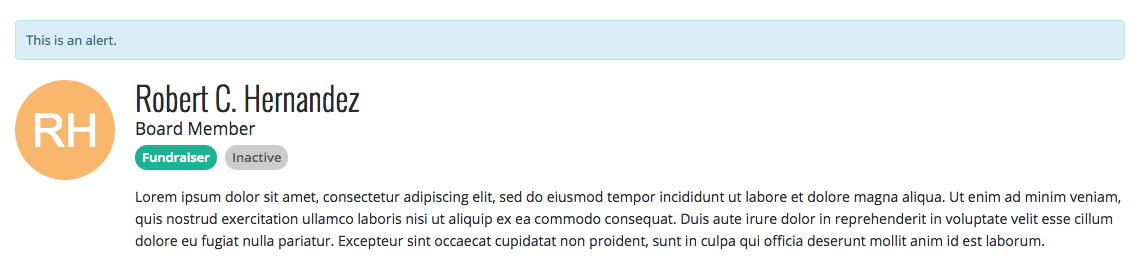 This is an alert.
RH
Robert C. Hernandez
Board Member
Fundraiser Inactive
Lorem ipsum dolor sit amet, consectetur adipiscing elit, sed do eiusmod tempor incididunt ut labore et dolore magna aliqua. Ut enim ad minim veniam,
quis nostrud exercitation ullamco laboris nisi ut aliquip ex ea commodo consequat. Duis aute irure dolor in reprehenderit in voluptate velit esse cillum
dolore eu fugiat nulla pariatur. Excepteur sint occaecat cupidatat non proident, sunt in culpa qui officia deserunt mollit anim id est laborum.